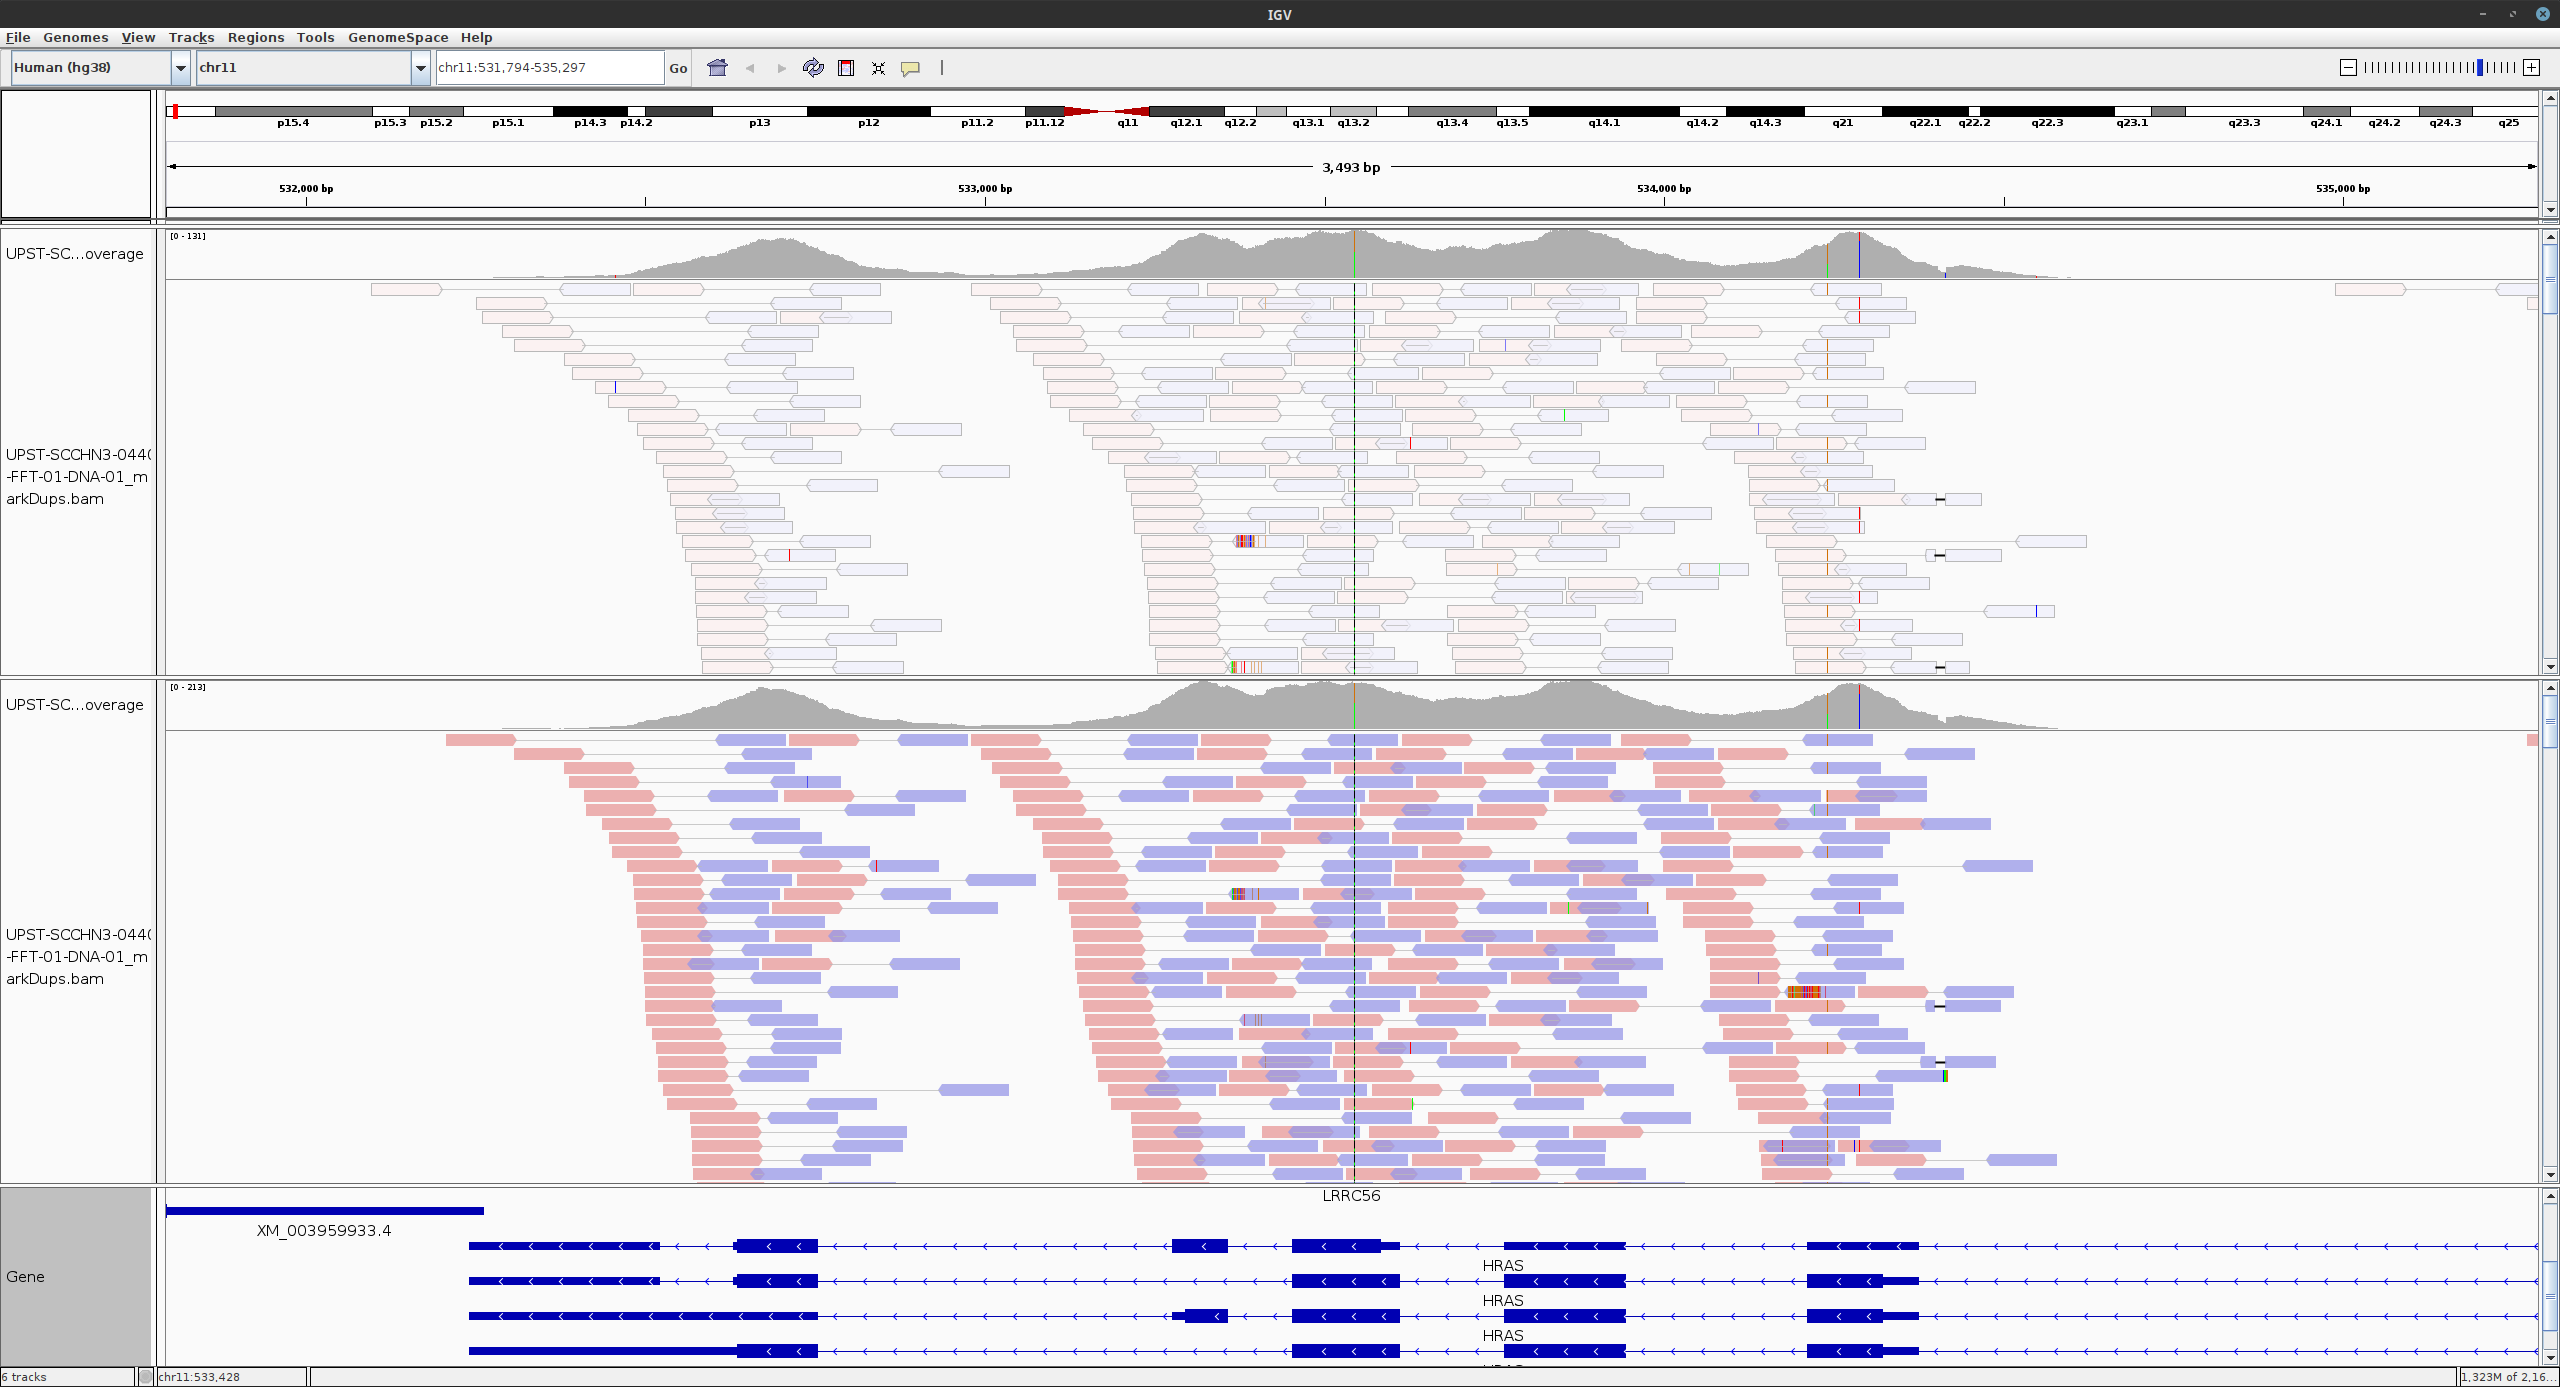 IGV
File Genomes View Tracks Regions Tools GenomeSpace Help
Human (hg38) chr11 chr11:531,794-535,297 Go
p15.4 p15.3 p15.2 p15.1 p14.3 p14.2 p13 p12 p11.2 p11.12 q11 q12.1 q12.2 q13.1 q13.2 q13.4 q13.5 q14.1 q14.2 q14.3 q21 q22.1 q22.2 q22.3 q23.1 q23.3 q24.1 q24.2 q24.3 q25
3,493 bp
532,000 bp 533,000 bp 534,000 bp 535,000 bp
[0 - 131]
UPST-SC...overage
UPST-SCCHN3-044
-FFT-01-DNA-01_m
arkDups.bam
[0 - 213]
UPST-SC...overage
UPST-SCCHN3-044
-FFT-01-DNA-01_m
arkDups.bam
LRRC56
XM_003959933.4
HRAS
Gene
HRAS
HRAS
6 tracks chr11:533,428 1,323M of 2,16...